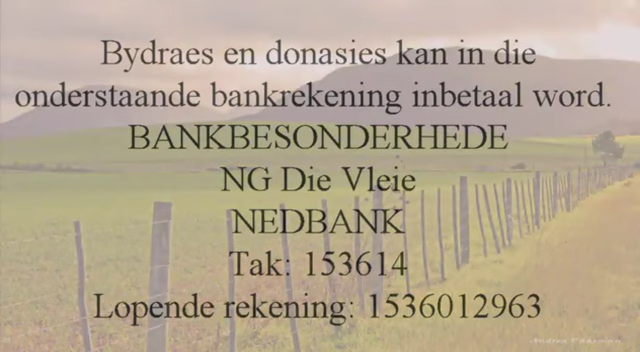 Bydraes en donasies kan in die
onderstaande bankrekening inbetaal word.
BANKBESONDERHEDE
NG Die Vleie
NEDBANK
Tak: 153614
Lopende rekening: 1536012963